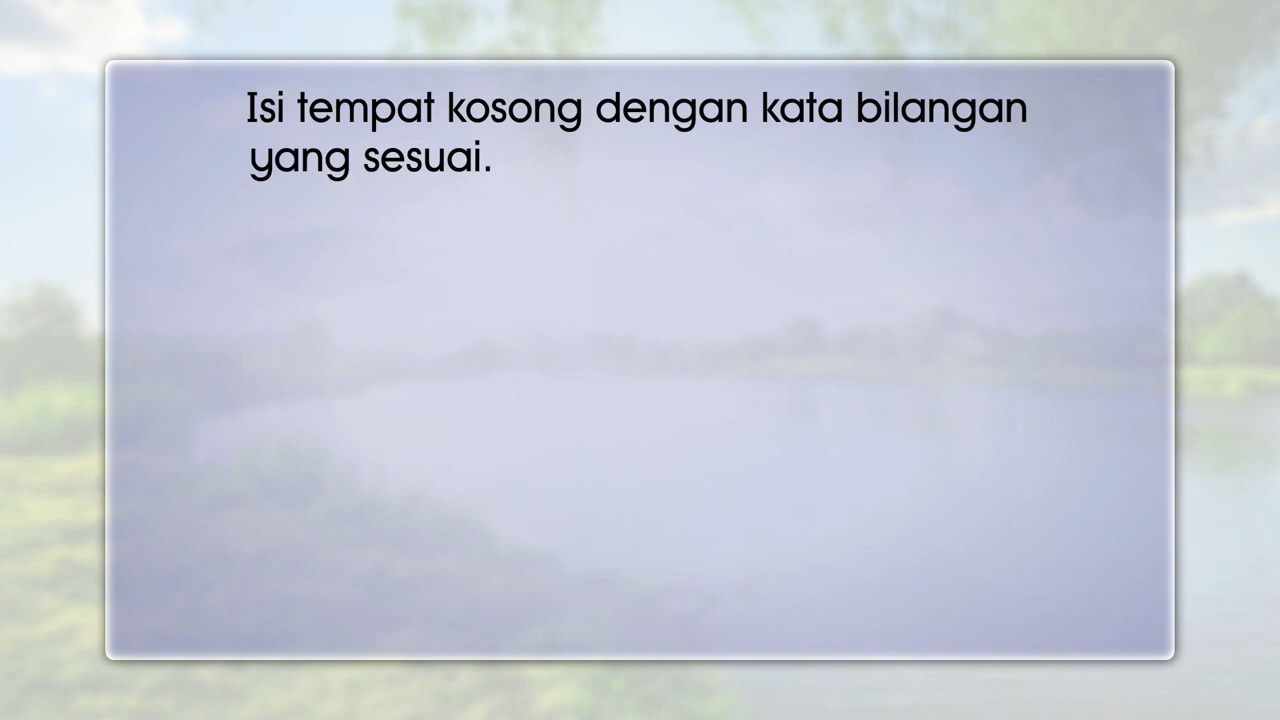 Isi tempat kosong dengan kata bilangan
yang sesuai.